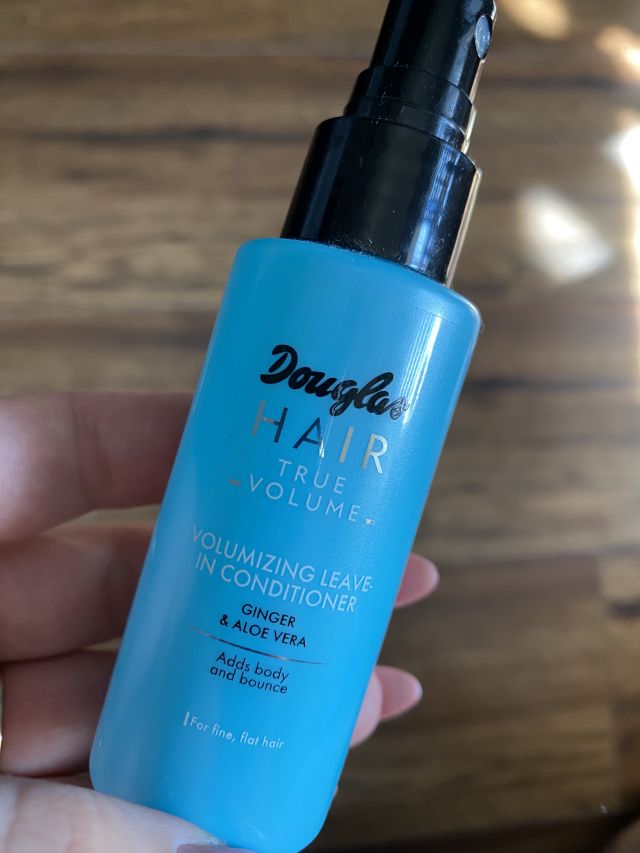 Douglas
HAIR
TRUE
VOLUME
VOLUMIZING LEAVE-
IN CONDITIONER
GINGER
& ALOE VERA
Adds body
and bounce
For fine, flat hair